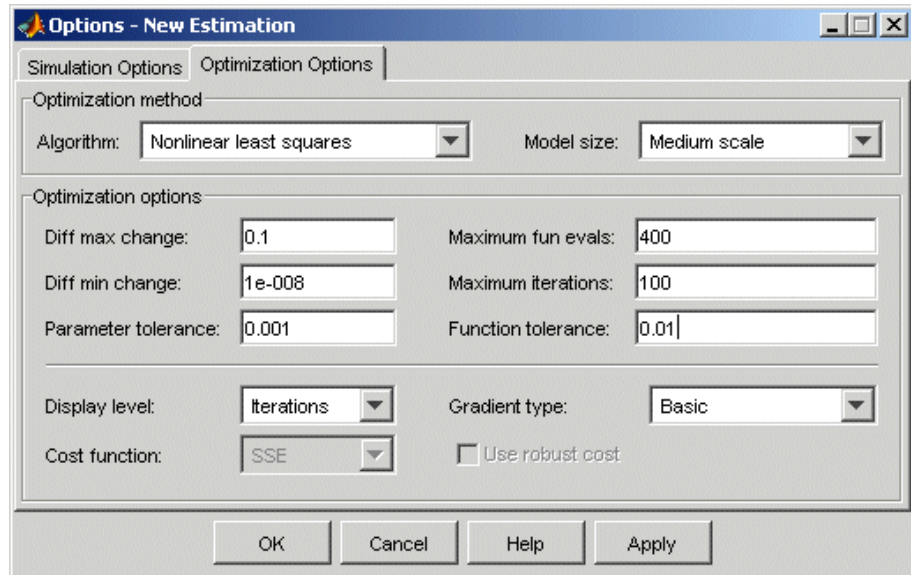 Options - New Estimation
Simulation Options Optimization Options
Optimization method
Algorithm: Nonlinear least squares Model size: Medium scale
Optimization options
Diff max change: 0.1 Maximum fun evals: 400
Diff min change: 1e-008 Maximum iterations: 100
Parameter tolerance: 0.001 Function tolerance: 0.01
Display level: Iterations Gradient type: Basic
Cost function: SSE Use robust cost
OK Cancel Help Apply